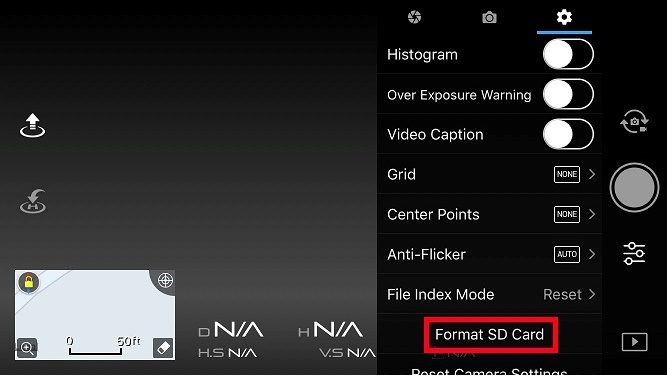 Histogram
Over Exposure Warning
Video Caption
Grid NONE
Center Points NONE
Anti-Flicker AUTO
File Index Mode Reset
Format SD Card
Reset Camera Settings
0 50ft
D N/A H N/A
H.S N/A V.S N/A
H